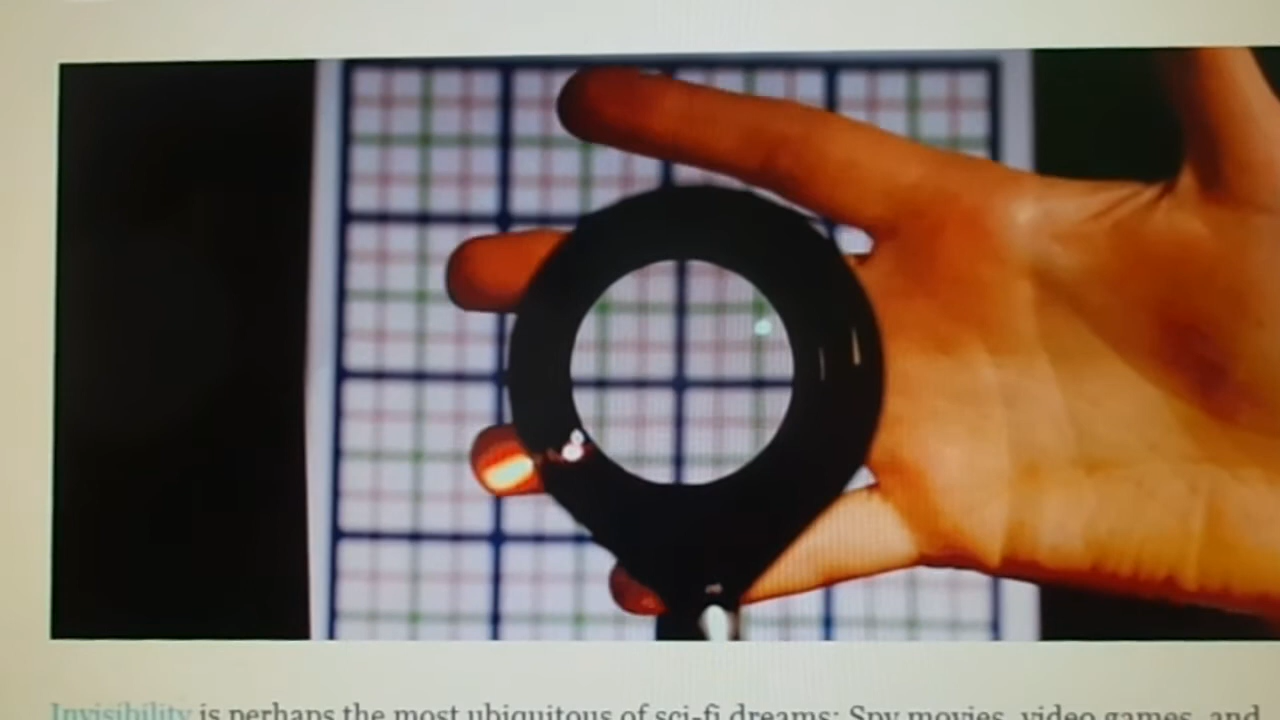 Invisibility is perhaps the most ubiquitous of sci-fi dreams: Spy movies, video games, and